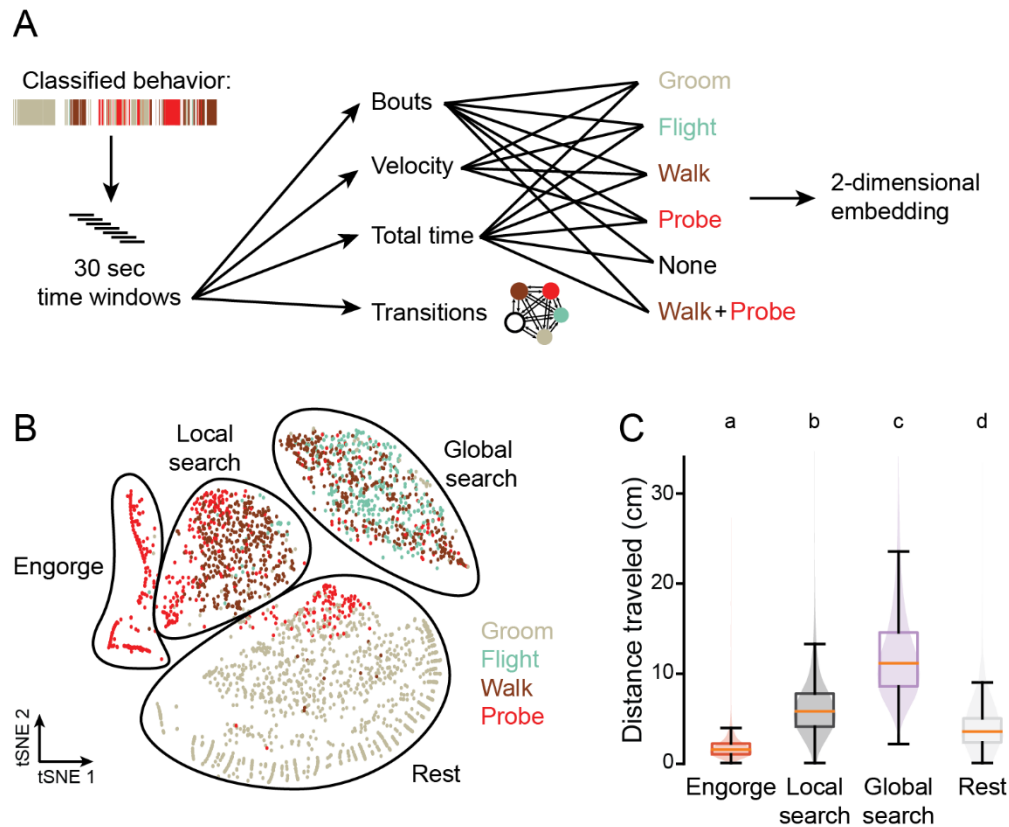 A
Classified behavior:
30 sec
time windows
Bouts
Velocity
Total time
Transitions
Groom
Flight
Walk
Probe
None
Walk+Probe
2-dimensional
embedding
B
Local
search
Global
search
Engorge
Groom
Flight
Walk
Probe
Rest
tSNE 2
tSNE 1
C
a b c d
Distance traveled (cm)
30
20
10
0
Engorge Local Global Rest
search search